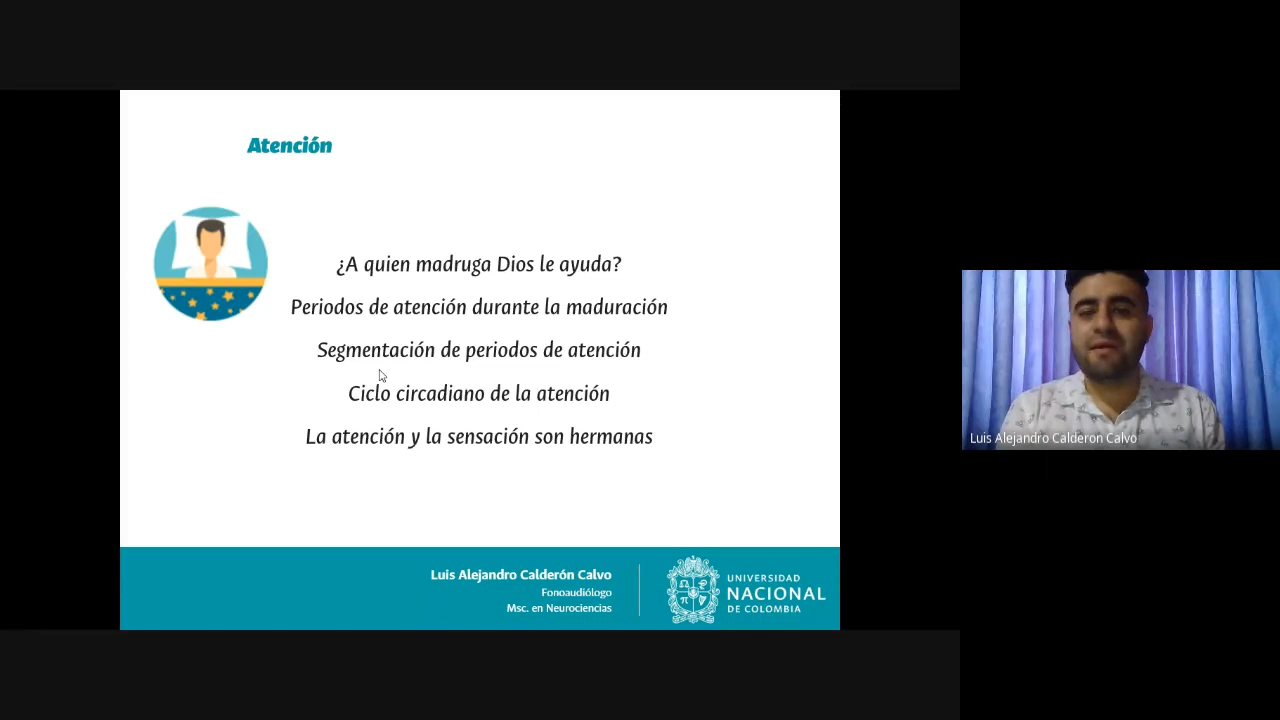 Atención
¿A quien madruga Dios le ayuda?
Periodos de atención durante la maduración
Segmentación de periodos de atención
Ciclo circadiano de la atención
La atención y la sensación son hermanas
Luis Alejandro Calderón Calvo
Fonoaudiólogo
Msc. en Neurociencias
UNIVERSIDAD
NACIONAL
DE COLOMBIA
Luis Alejandro Calderon Calvo